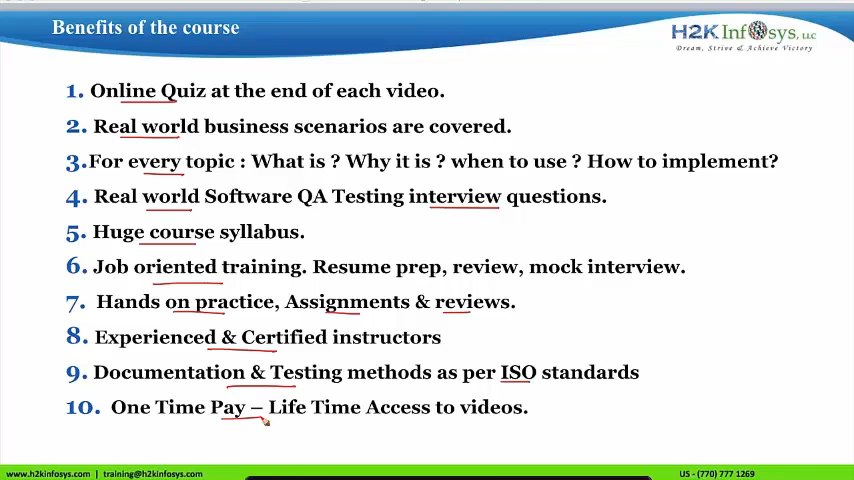 Benefits of the course
H2K Infosys, LLC
Dream, Strive & Achieve Victory
1. Online Quiz at the end of each video.
2. Real world business scenarios are covered.
3.For every topic : What is ? Why it is ? when to use ? How to implement?
4. Real world Software QA Testing interview questions.
5. Huge course syllabus.
6. Job oriented training. Resume prep, review, mock interview.
7. Hands on practice, Assignments & reviews.
8. Experienced & Certified instructors
9. Documentation & Testing methods as per ISO standards
10. One Time Pay – Life Time Access to videos.
www.h2kinfosys.com | training@h2kinfosys.com
US - (770) 777 1269